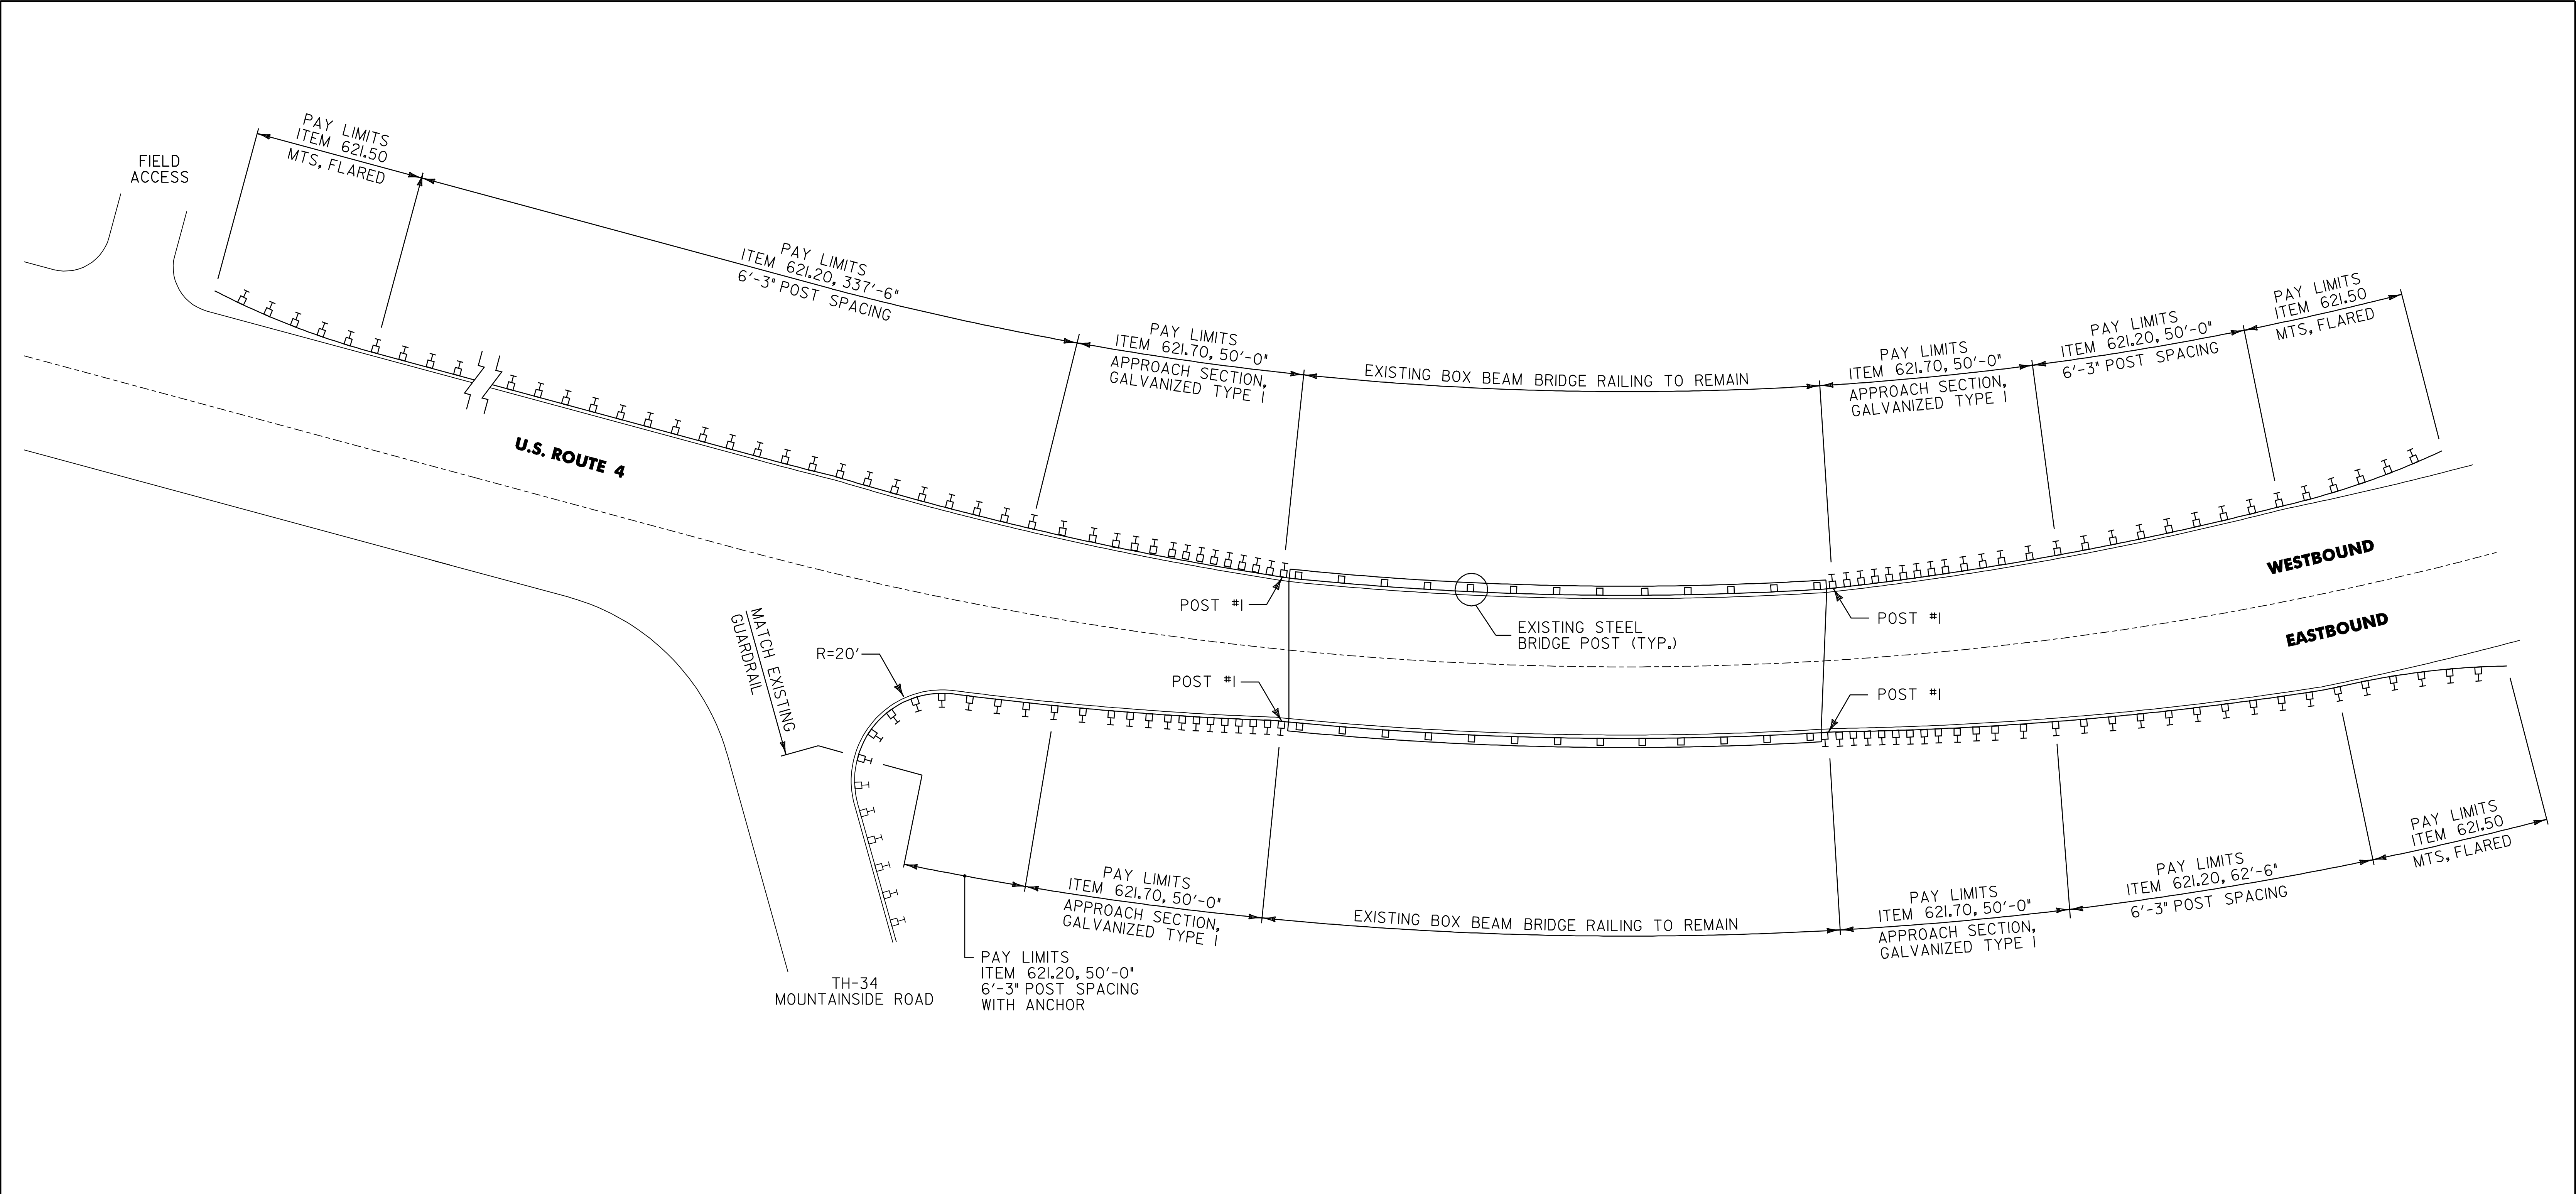 PAY LIMITS
ITEM 621.50
MTS, FLARED
FIELD
ACCESS
PAY LIMITS
ITEM 621.20, 337'-6"
6'-3" POST SPACING
PAY LIMITS
ITEM 621.70, 50'-0"
APPROACH SECTION,
GALVANIZED TYPE I
EXISTING BOX BEAM BRIDGE RAILING TO REMAIN
PAY LIMITS
ITEM 621.70, 50'-0"
APPROACH SECTION,
GALVANIZED TYPE I
PAY LIMITS
ITEM 621.20, 50'-0"
6'-3" POST SPACING
PAY LIMITS
ITEM 621.50
MTS, FLARED
U.S. ROUTE 4
WESTBOUND
EASTBOUND
POST #1
EXISTING STEEL
BRIDGE POST (TYP.)
POST #1
MATCH EXISTING
GUARDRAIL
R=20'
POST #1
POST #1
PAY LIMITS
ITEM 621.70, 50'-0"
APPROACH SECTION,
GALVANIZED TYPE I
EXISTING BOX BEAM BRIDGE RAILING TO REMAIN
PAY LIMITS
ITEM 621.70, 50'-0"
APPROACH SECTION,
GALVANIZED TYPE I
PAY LIMITS
ITEM 621.20, 62'-6"
6'-3" POST SPACING
PAY LIMITS
ITEM 621.50
MTS, FLARED
PAY LIMITS
ITEM 621.20, 50'-0"
6'-3" POST SPACING
WITH ANCHOR
TH-34
MOUNTAINSIDE ROAD